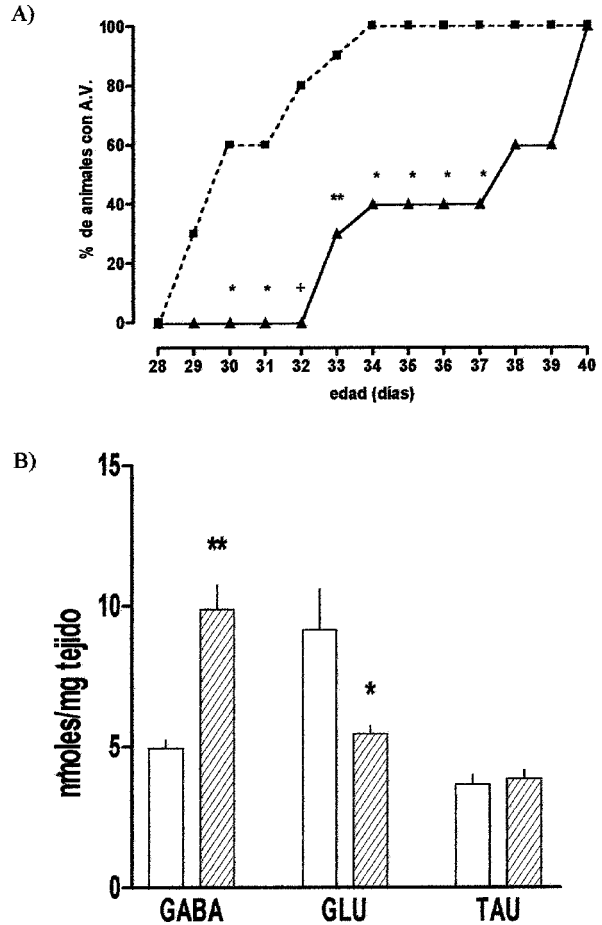 A)
% de animales con A.V.
100
80
60
40
20
0
* * + ** * * * *
28 29 30 31 32 33 34 35 36 37 38 39 40
edad (días)
B)
nmoles/mg tejido
15
10
5
0
**
*
GABA GLU TAU